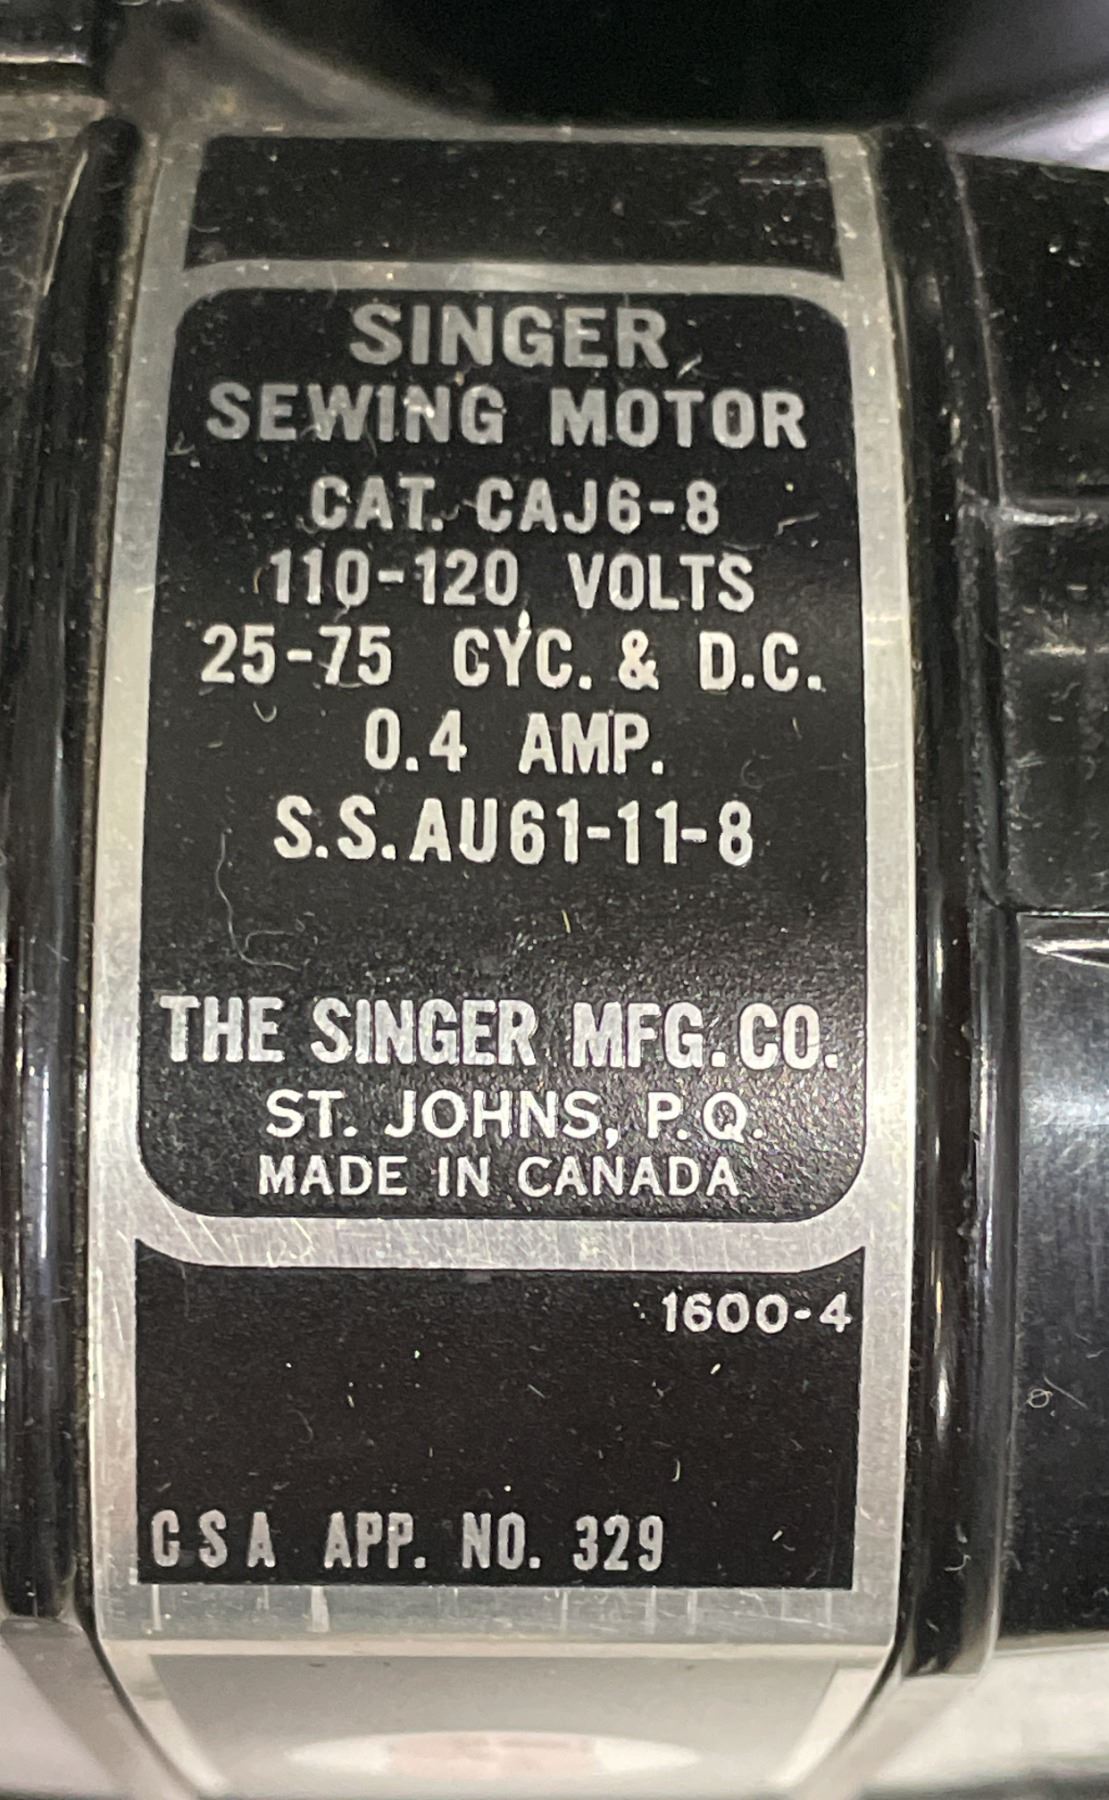 SINGER
SEWING MOTOR
CAT. CAJ6-8
110-120 VOLTS
25-75 CYC. & D.C.
0.4 AMP.
S.S.AU61-11-8
THE SINGER MFG.CO.
ST. JOHNS, P.Q.
MADE IN CANADA
1600-4
CSA APP. NO. 329